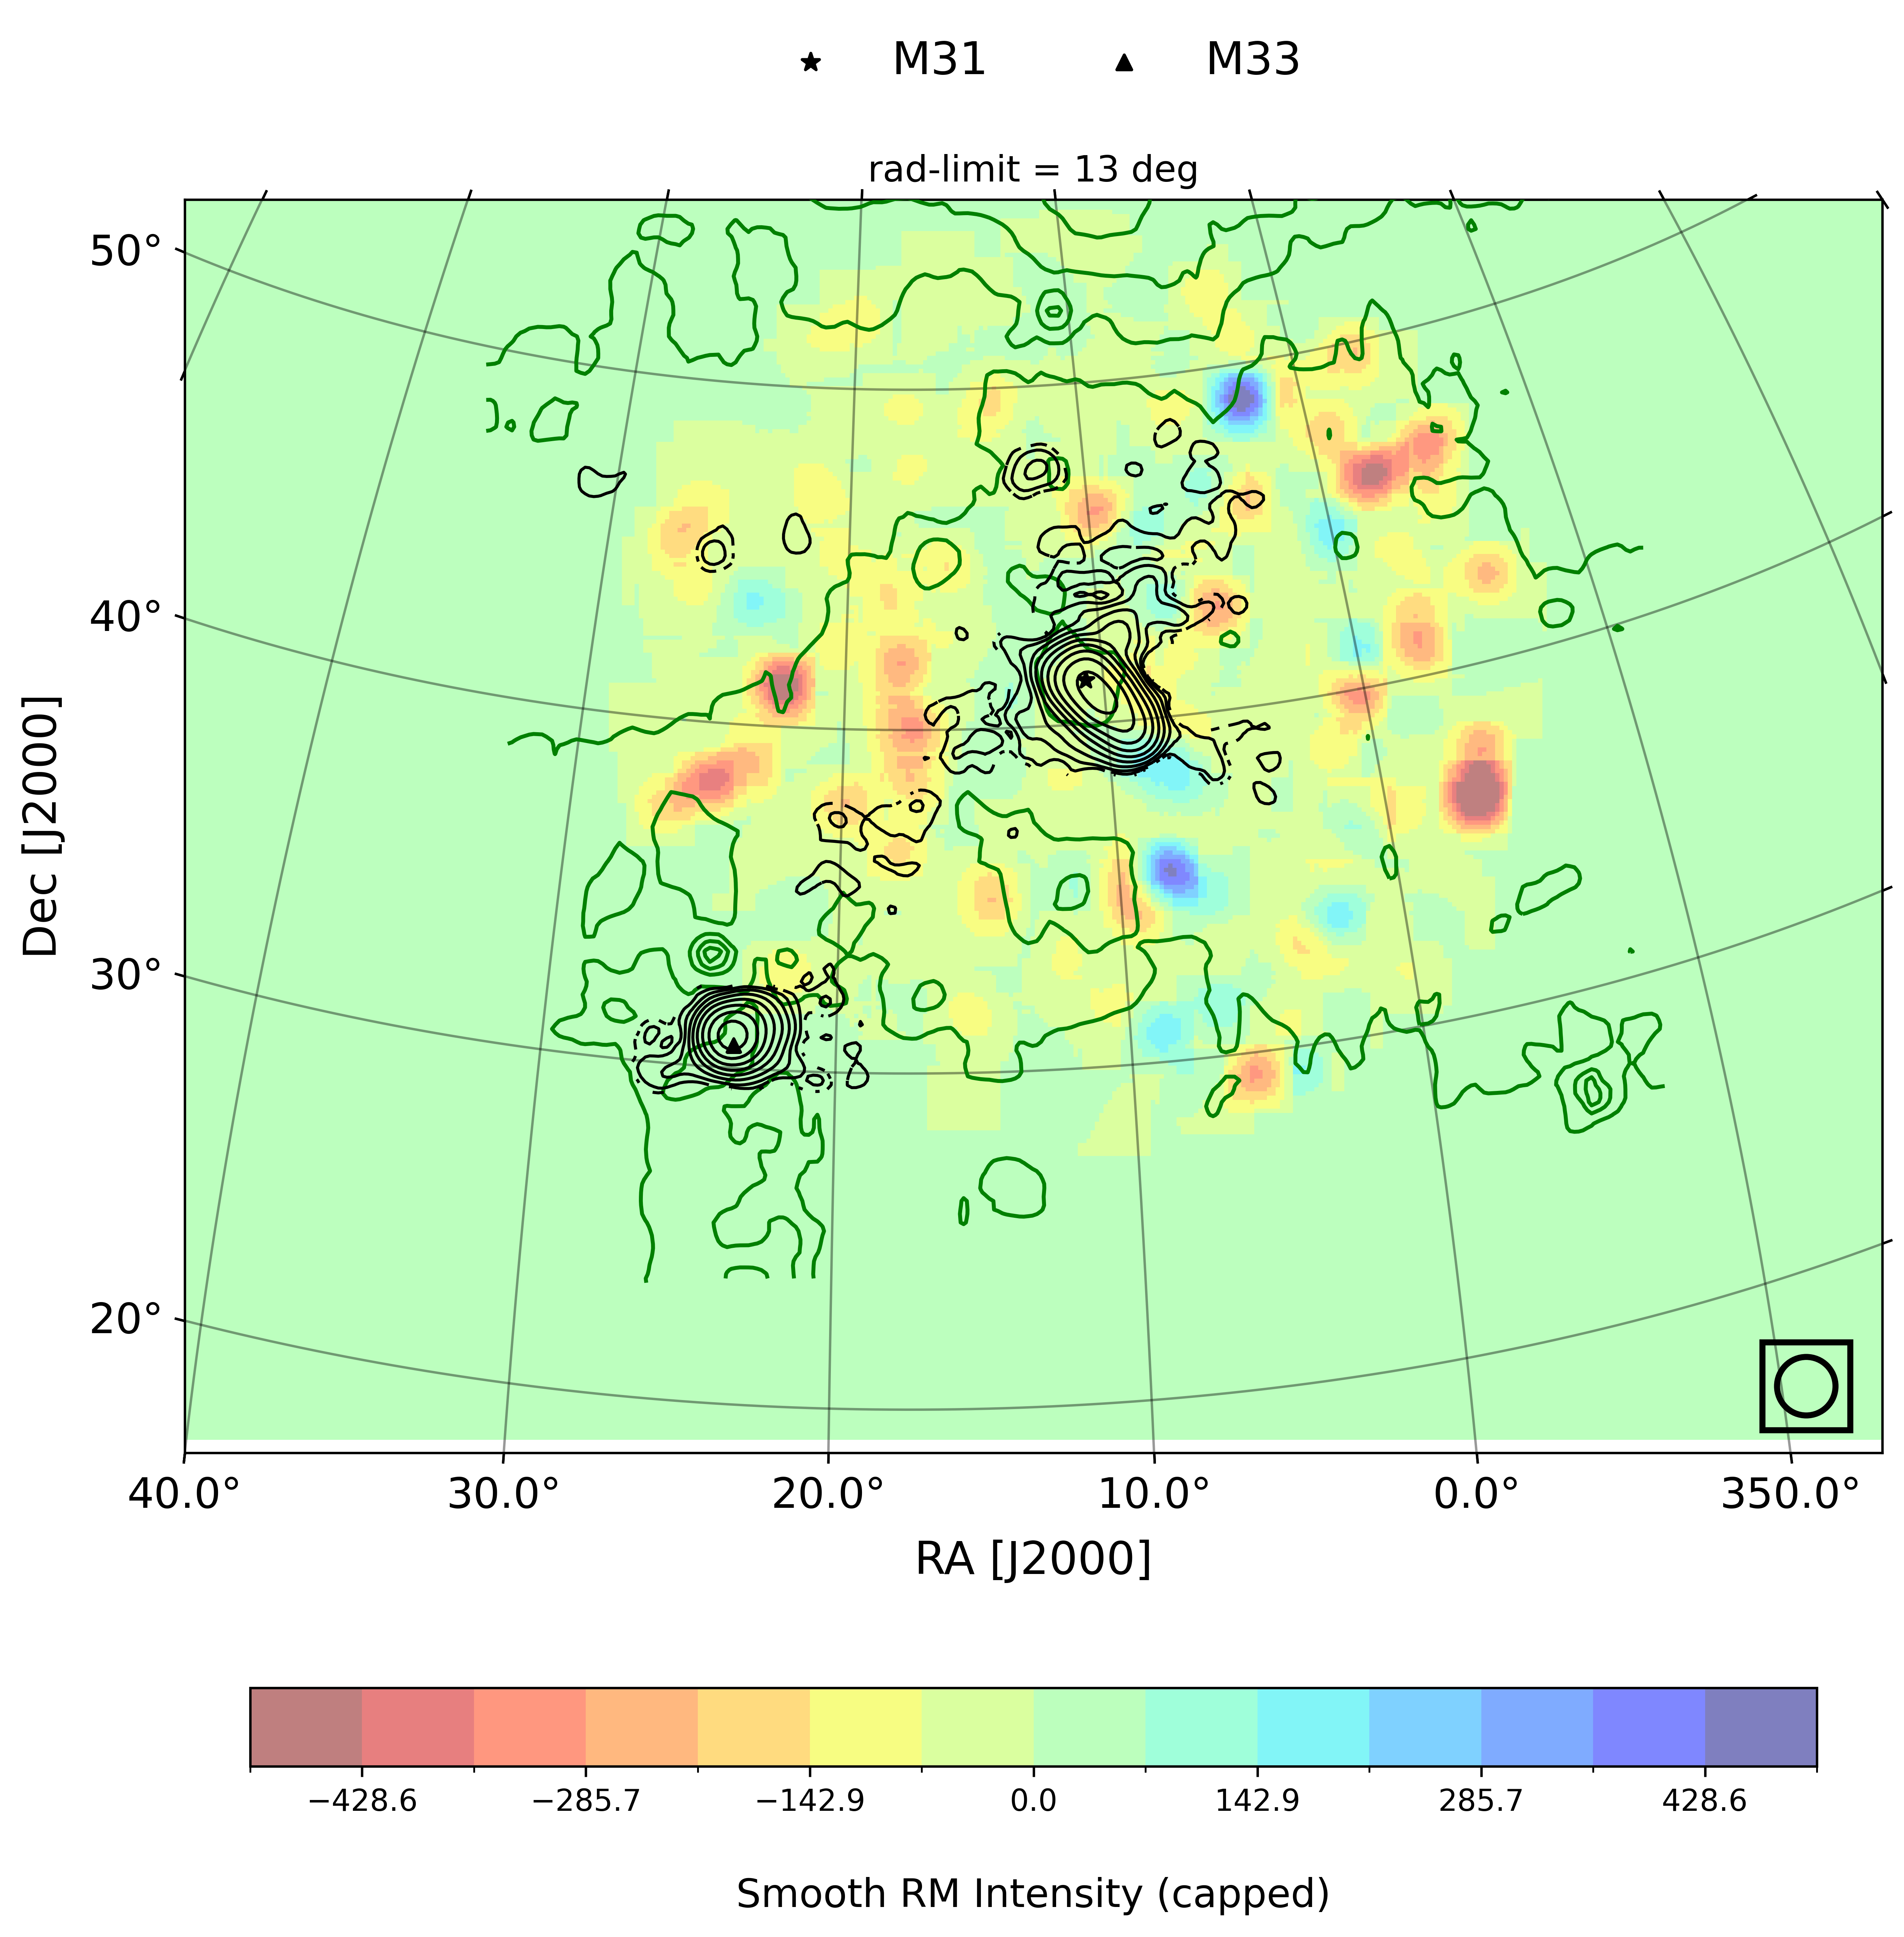 M31 M33
rad-limit = 13 deg
50°
40°
30°
20°
Dec [J2000]
40.0° 30.0° 20.0° 10.0° 0.0° 350.0°
RA [J2000]
−428.6 −285.7 −142.9 0.0 142.9 285.7 428.6
Smooth RM Intensity (capped)